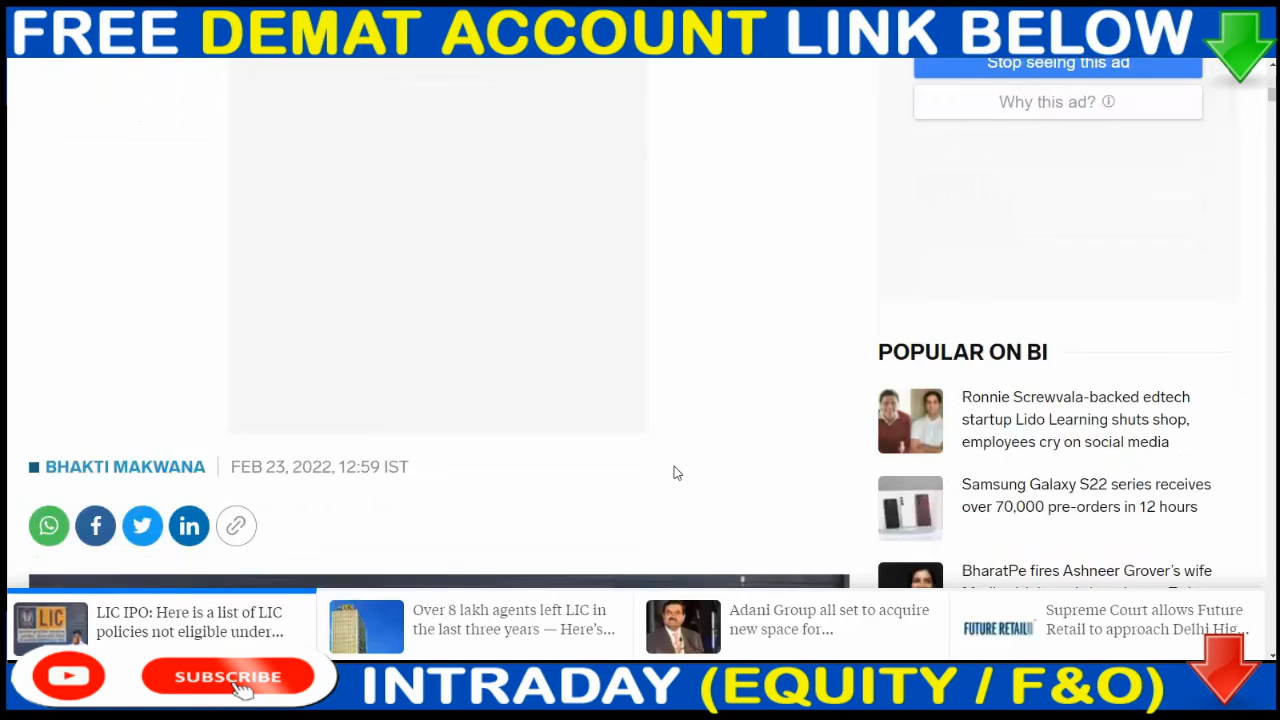 FREE DEMAT ACCOUNT LINK BELOW
Stop seeing this ad
Why this ad?
POPULAR ON BI
Ronnie Screwvala-backed edtech
startup Lido Learning shuts shop,
employees cry on social media
BHAKTI MAKWANA
FEB 23, 2022, 12:59 IST
Samsung Galaxy S22 series receives
over 70,000 pre-orders in 12 hours
BharatPe fires Ashneer Grover's wife
LIC
LIC IPO: Here is a list of LIC
policies not eligible under...
Over 8 lakh agents left LIC in
the last three years — Here's...
Adani Group all set to acquire
new space for...
FUTURE RETAIL
Supreme Court allows Future
Retail to approach Delhi Hig...
SUBSCRIBE
INTRADAY (EQUITY / F&O)